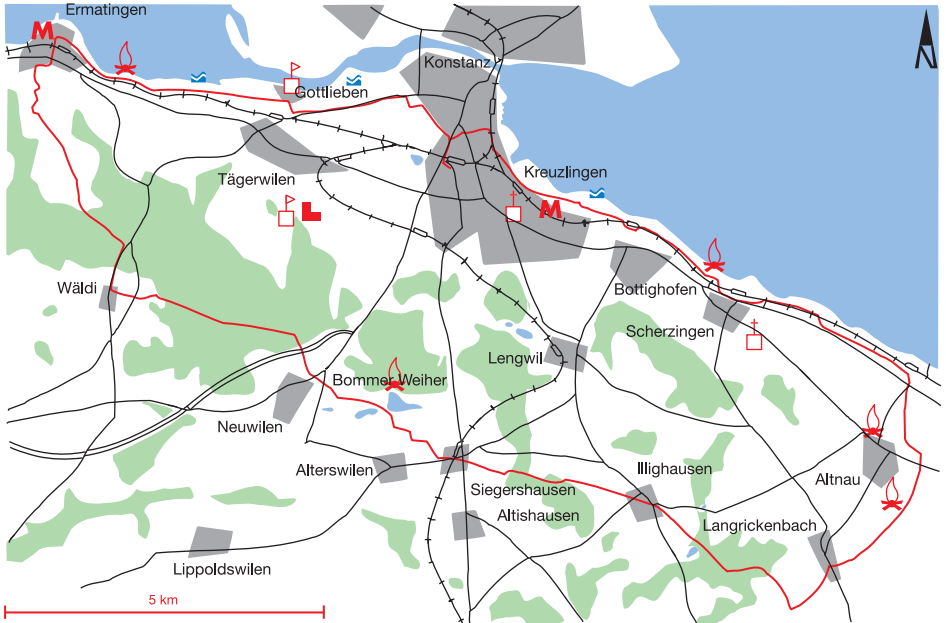 Ermatingen
M
Konstanz
N
Gottlieben
Kreuzlingen
Tägerwilen
M
Wäldi
Bottighofen
Scherzingen
Lengwil
Bommer Weiher
Neuwilen
Alterswilen
Illighausen
Siegershausen
Altnau
Altishausen
Langrickenbach
Lippoldswilen
5 km